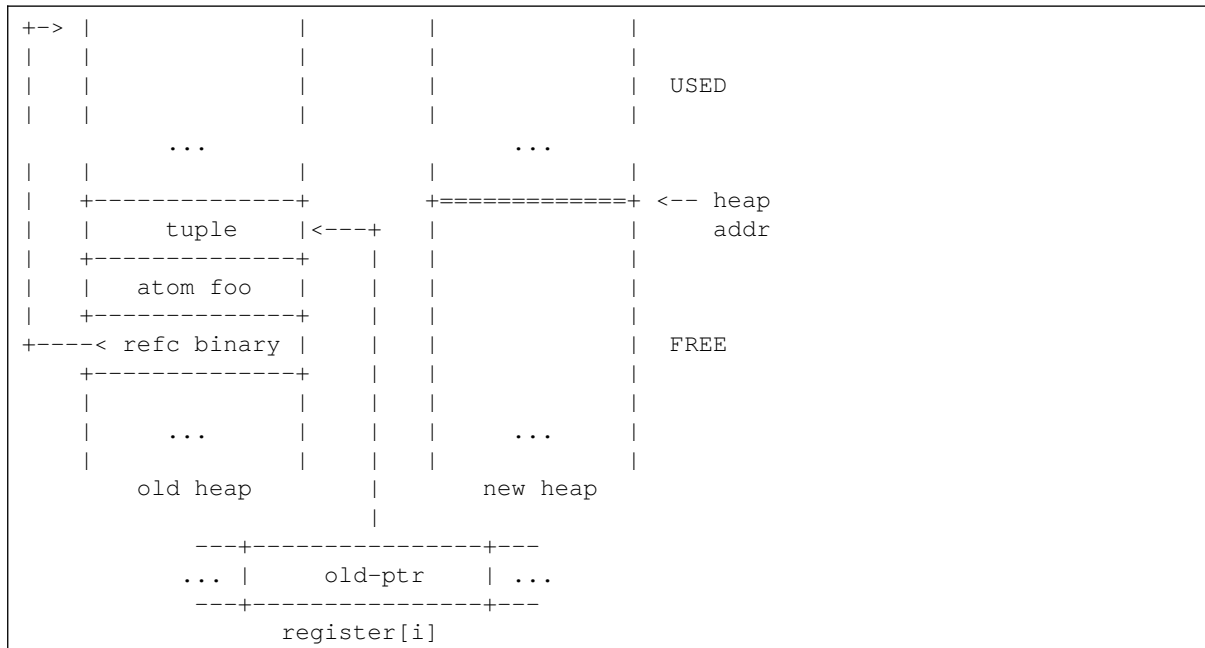 +-> |               |         |             |
|   |               |         |             |
|   |               |         |             |  USED
|   |               |         |             |
          ...                       ...
|   |               |         |             |
|   +--------------+        +=============+ <-- heap
|   |     tuple    |<---+   |             |     addr
|   +--------------+    |   |             |
|   |   atom foo   |    |   |             |
|   +--------------+    |   |             |
+----< refc binary |    |   |             |  FREE
    +--------------+    |   |             |
    |              |    |   |             |
    |     ...      |    |   |     ...     |
    |              |    |   |             |
       old heap         |       new heap
                        |
            ---+----------------+---
           ... |     old-ptr    | ...
            ---+----------------+---
                  register[i]